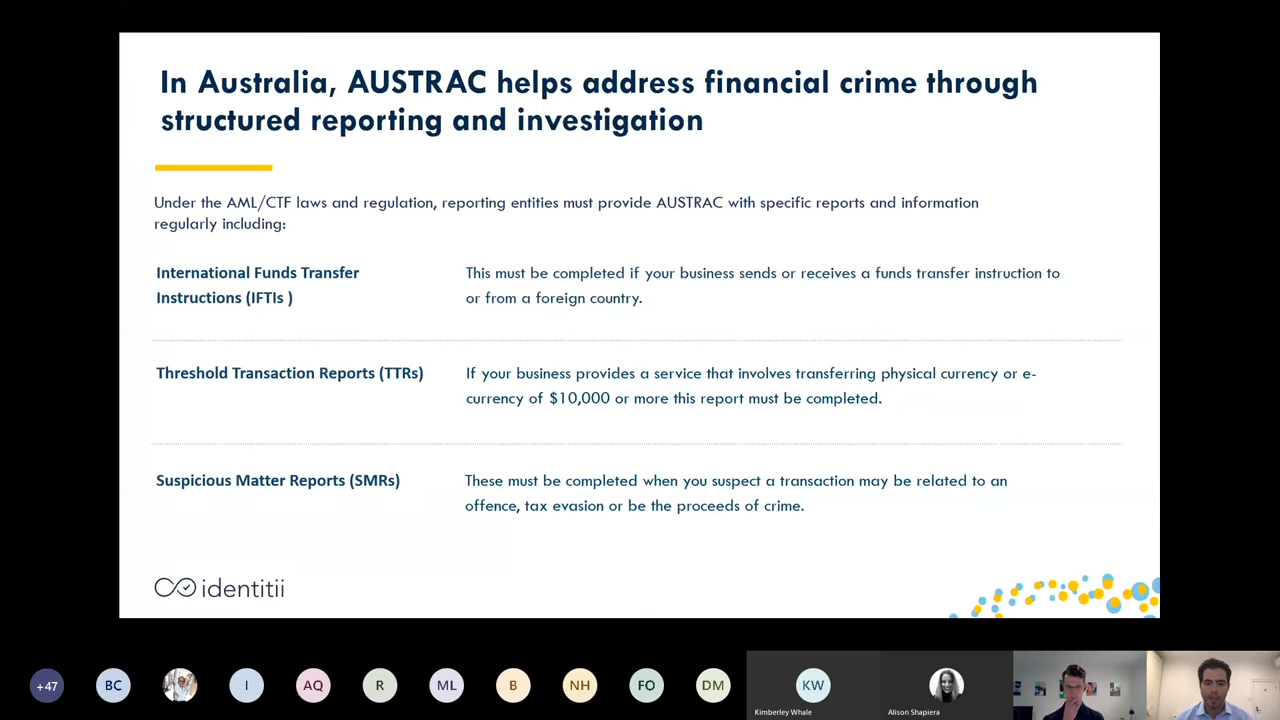 In Australia, AUSTRAC helps address financial crime through
structured reporting and investigation
Under the AML/CTF laws and regulation, reporting entities must provide AUSTRAC with specific reports and information
regularly including:
International Funds Transfer
Instructions (IFTIs )
This must be completed if your business sends or receives a funds transfer instruction to
or from a foreign country.
Threshold Transaction Reports (TTRs)
If your business provides a service that involves transferring physical currency or e-
currency of $10,000 or more this report must be completed.
Suspicious Matter Reports (SMRs)
These must be completed when you suspect a transaction may be related to an
offence, tax evasion or be the proceeds of crime.
identitii
+47
BC
I
AQ
R
ML
B
NH
FO
DM
KW
Kimberley Whale
Alison Shapiera